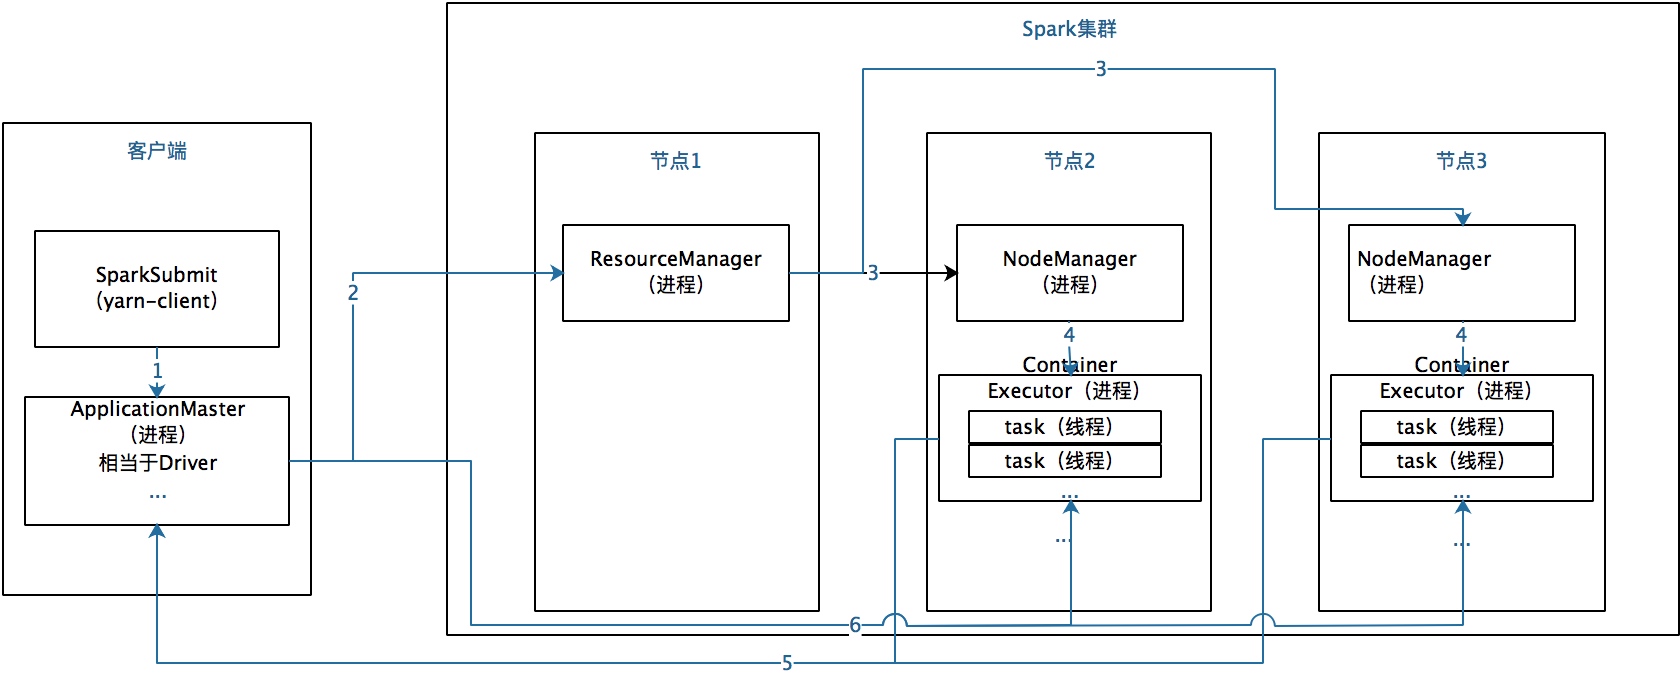 Spark集群
3
客户端
节点1
节点2
节点3
SparkSubmit
(yarn-client)
1
ApplicationMaster
（进程）
相当于Driver
...
2
ResourceManager
（进程）
3
NodeManager
（进程）
4
Container
Executor（进程）
task（线程）
task（线程）
...
...
NodeManager
（进程）
4
Container
Executor（进程）
task（线程）
task（线程）
...
...
6
5